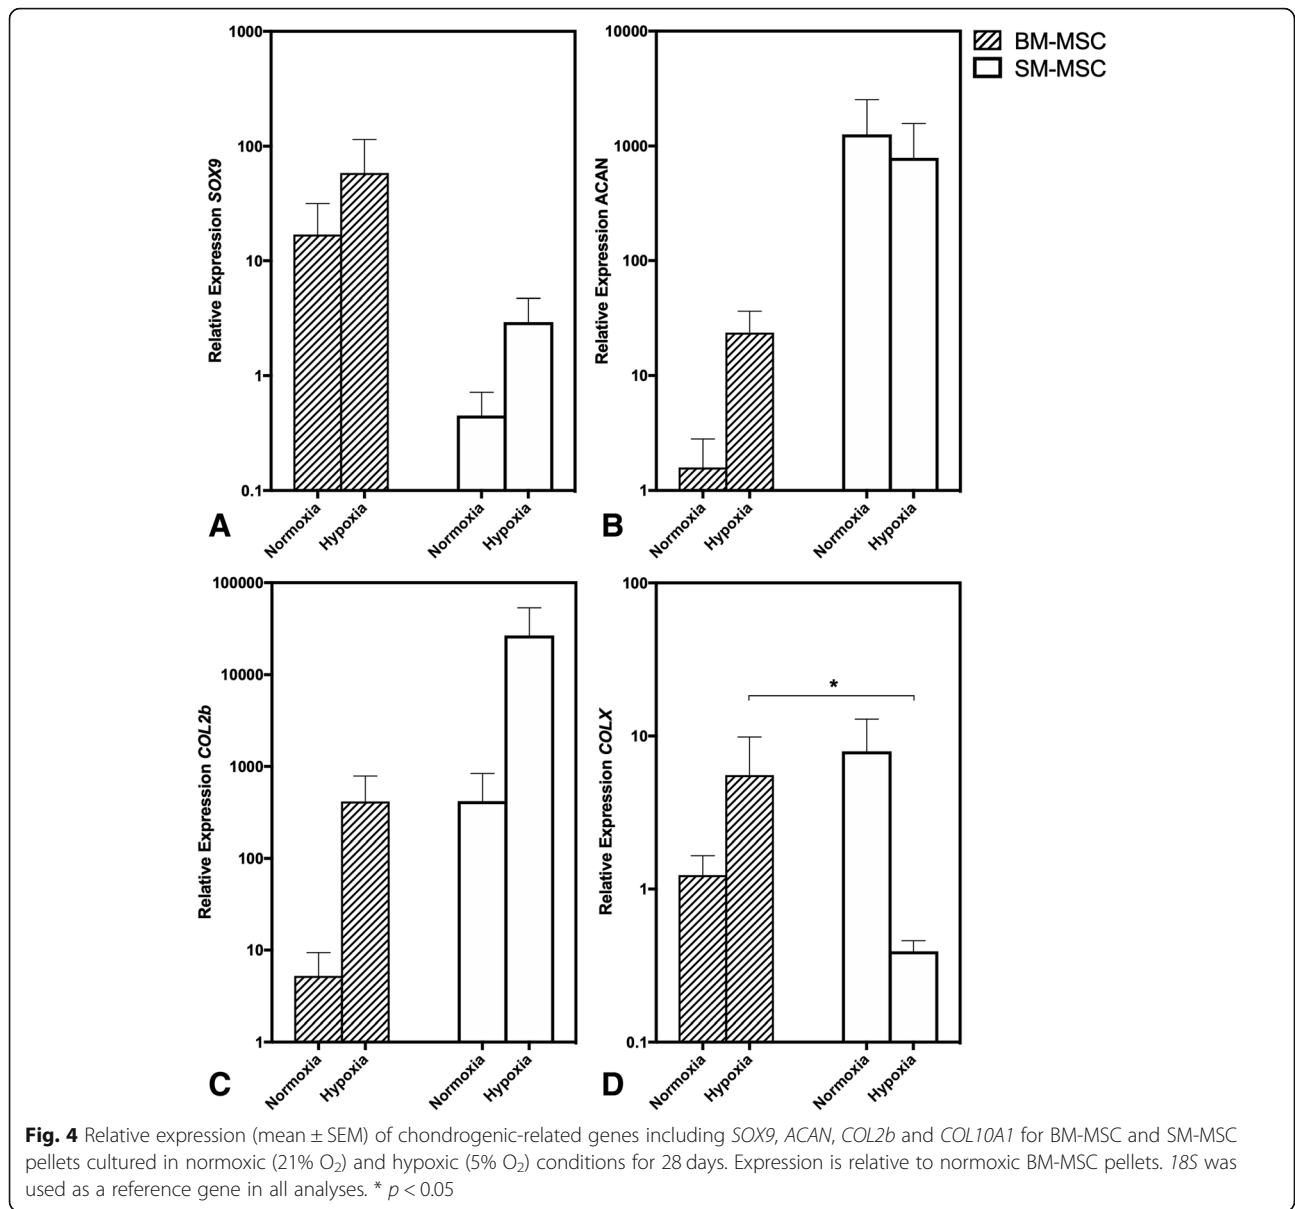 BM-MSC
SM-MSC
Relative Expression SOX9
1000
100
10
1
0.1
Normoxia
Hypoxia
Normoxia
Hypoxia
A
Relative Expression ACAN
10000
1000
100
10
1
Normoxia
Hypoxia
Normoxia
Hypoxia
B
Relative Expression COL2b
100000
10000
1000
100
10
1
Normoxia
Hypoxia
Normoxia
Hypoxia
C
Relative Expression COLX
100
10
1
0.1
*
Normoxia
Hypoxia
Normoxia
Hypoxia
D
Fig. 4 Relative expression (mean ± SEM) of chondrogenic-related genes including SOX9, ACAN, COL2b and COL10A1 for BM-MSC and SM-MSC
pellets cultured in normoxic (21% O₂) and hypoxic (5% O₂) conditions for 28 days. Expression is relative to normoxic BM-MSC pellets. 18S was
used as a reference gene in all analyses. * p < 0.05